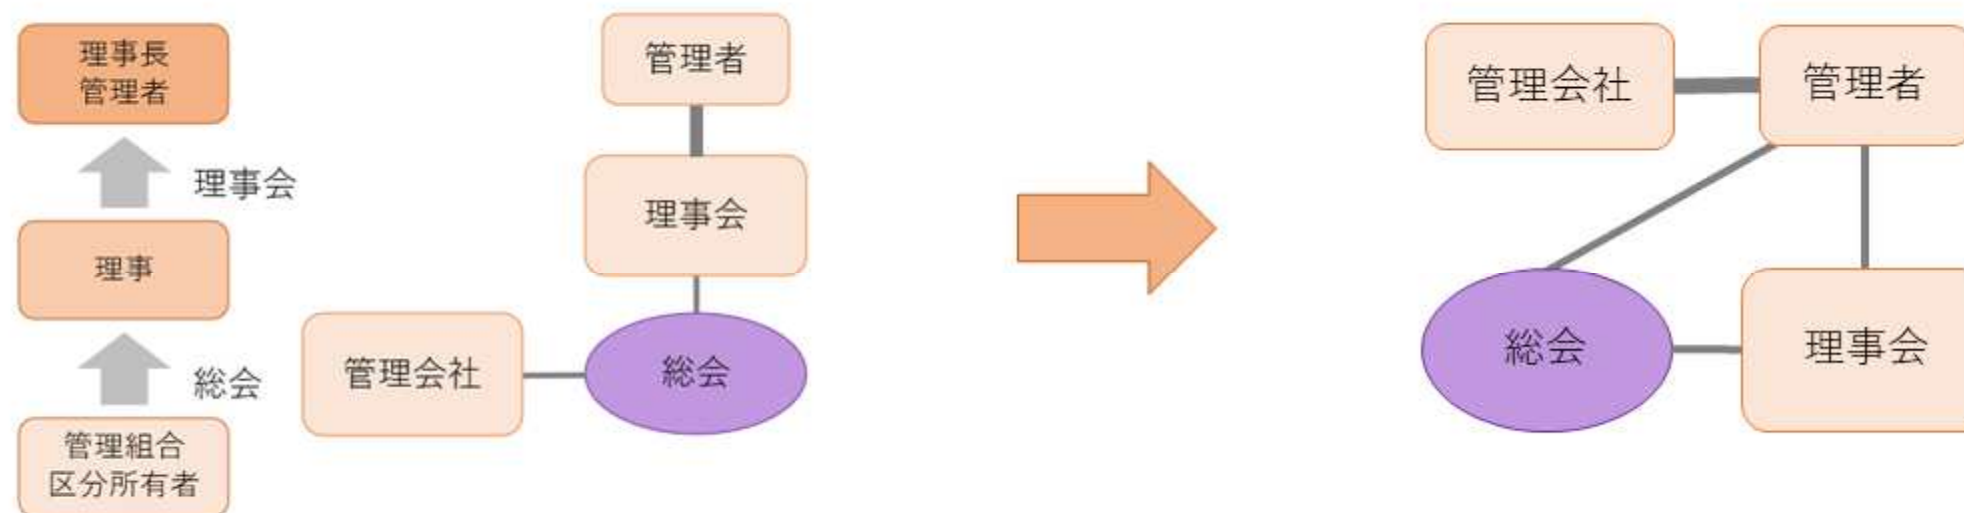 理事長
管理者
理事会
理事
総会
管理組合
区分所有者
管理者
理事会
管理会社
総会
管理会社
管理者
総会
理事会